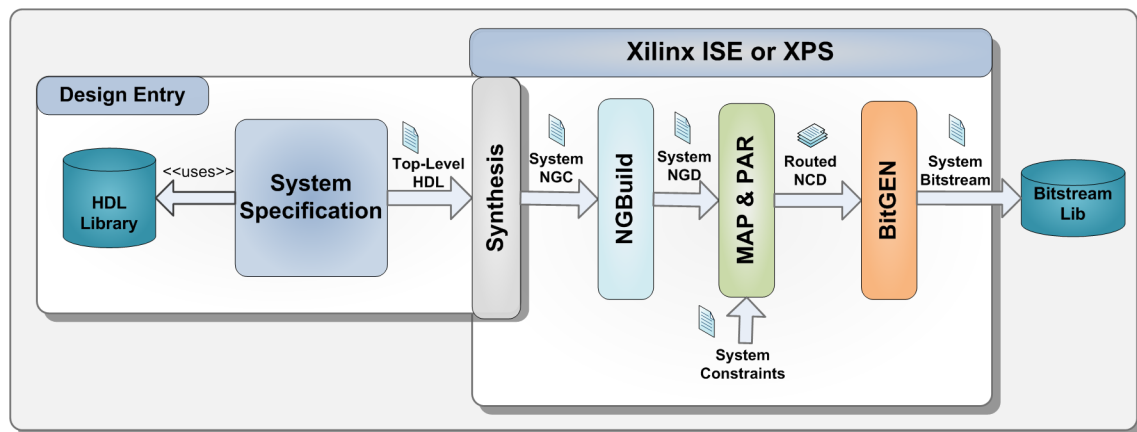 Xilinx ISE or XPS
Design Entry
<<uses>>
HDL
Library
System
Specification
Top-Level
HDL
Synthesis
System
NGC
NGBuild
System
NGD
MAP & PAR
System
Constraints
Routed
NCD
BitGEN
System
Bitstream
Bitstream
Lib